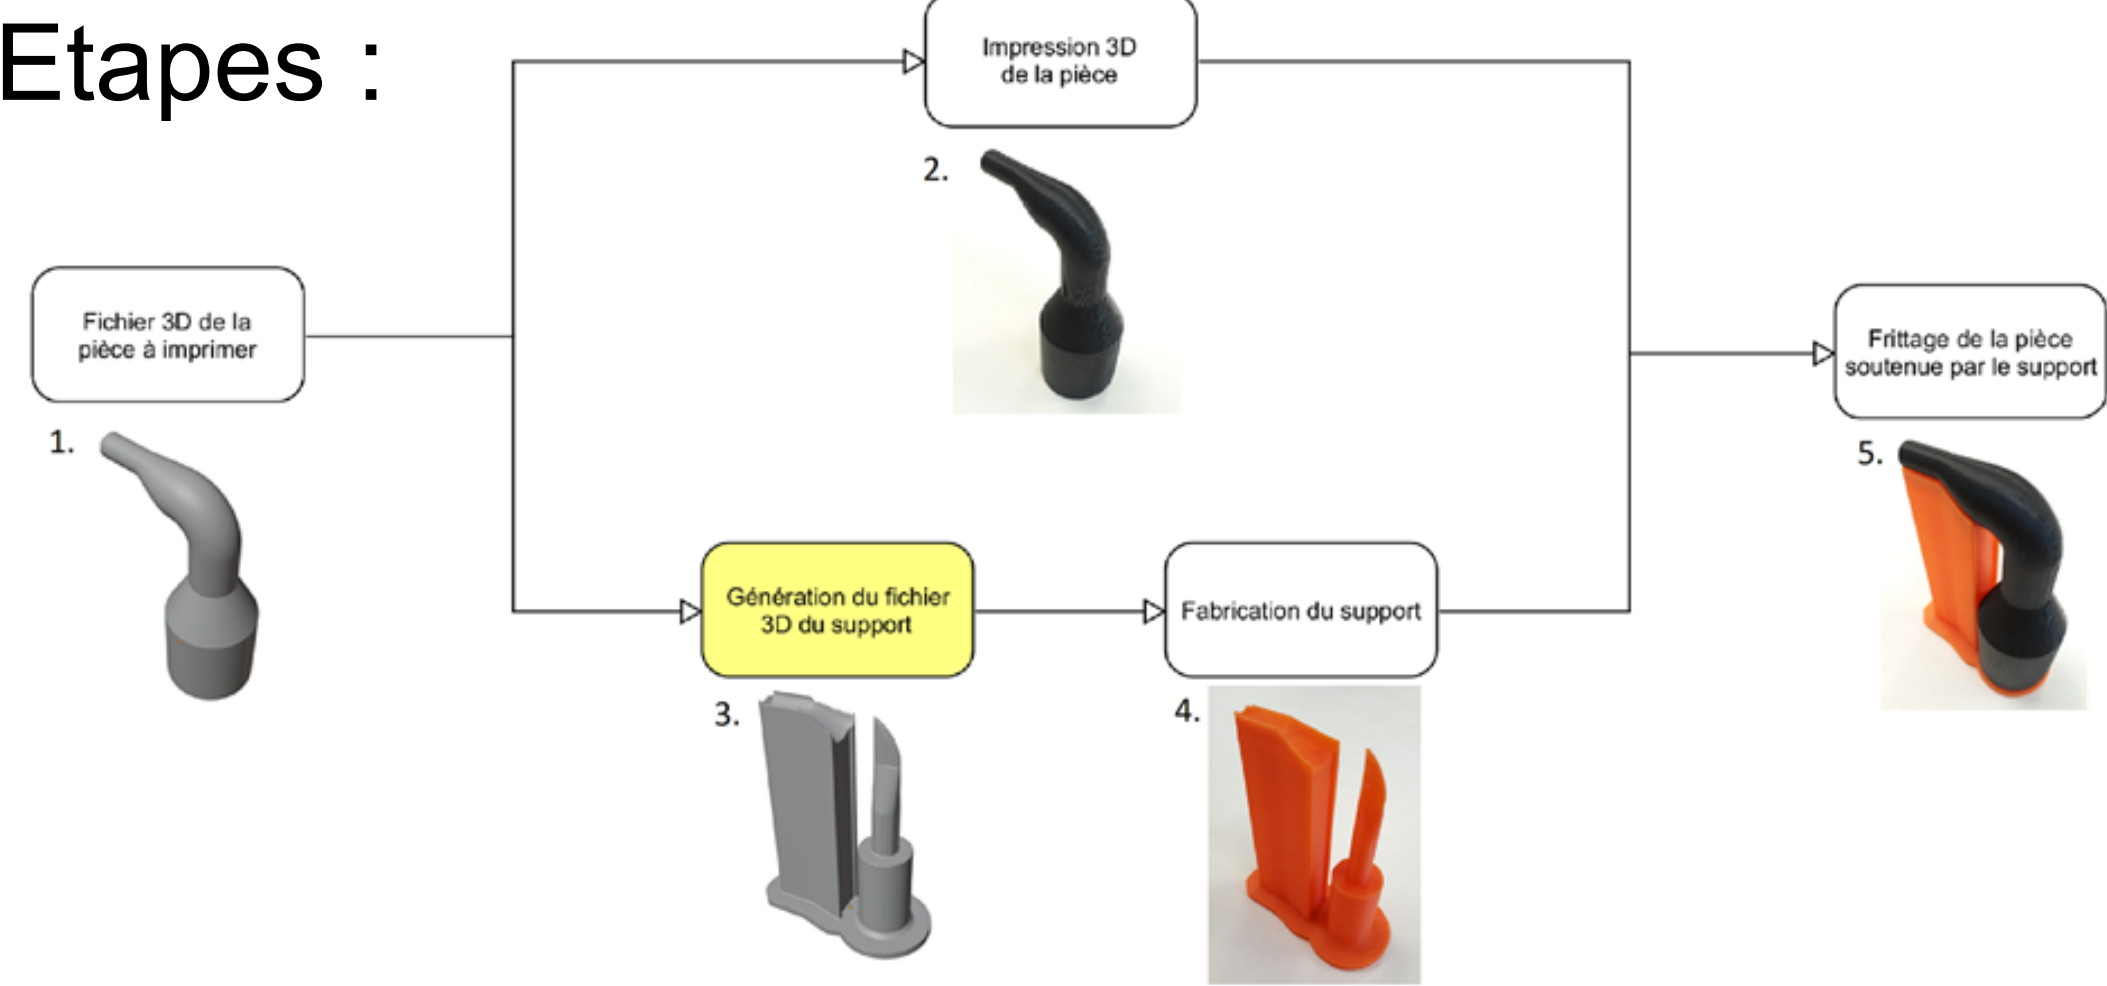 Etapes :
Impression 3D
de la pièce
2.
Fichier 3D de la
pièce à imprimer
1.
Frittage de la pièce
soutenue par le support
5.
Génération du fichier
3D du support
3.
Fabrication du support
4.